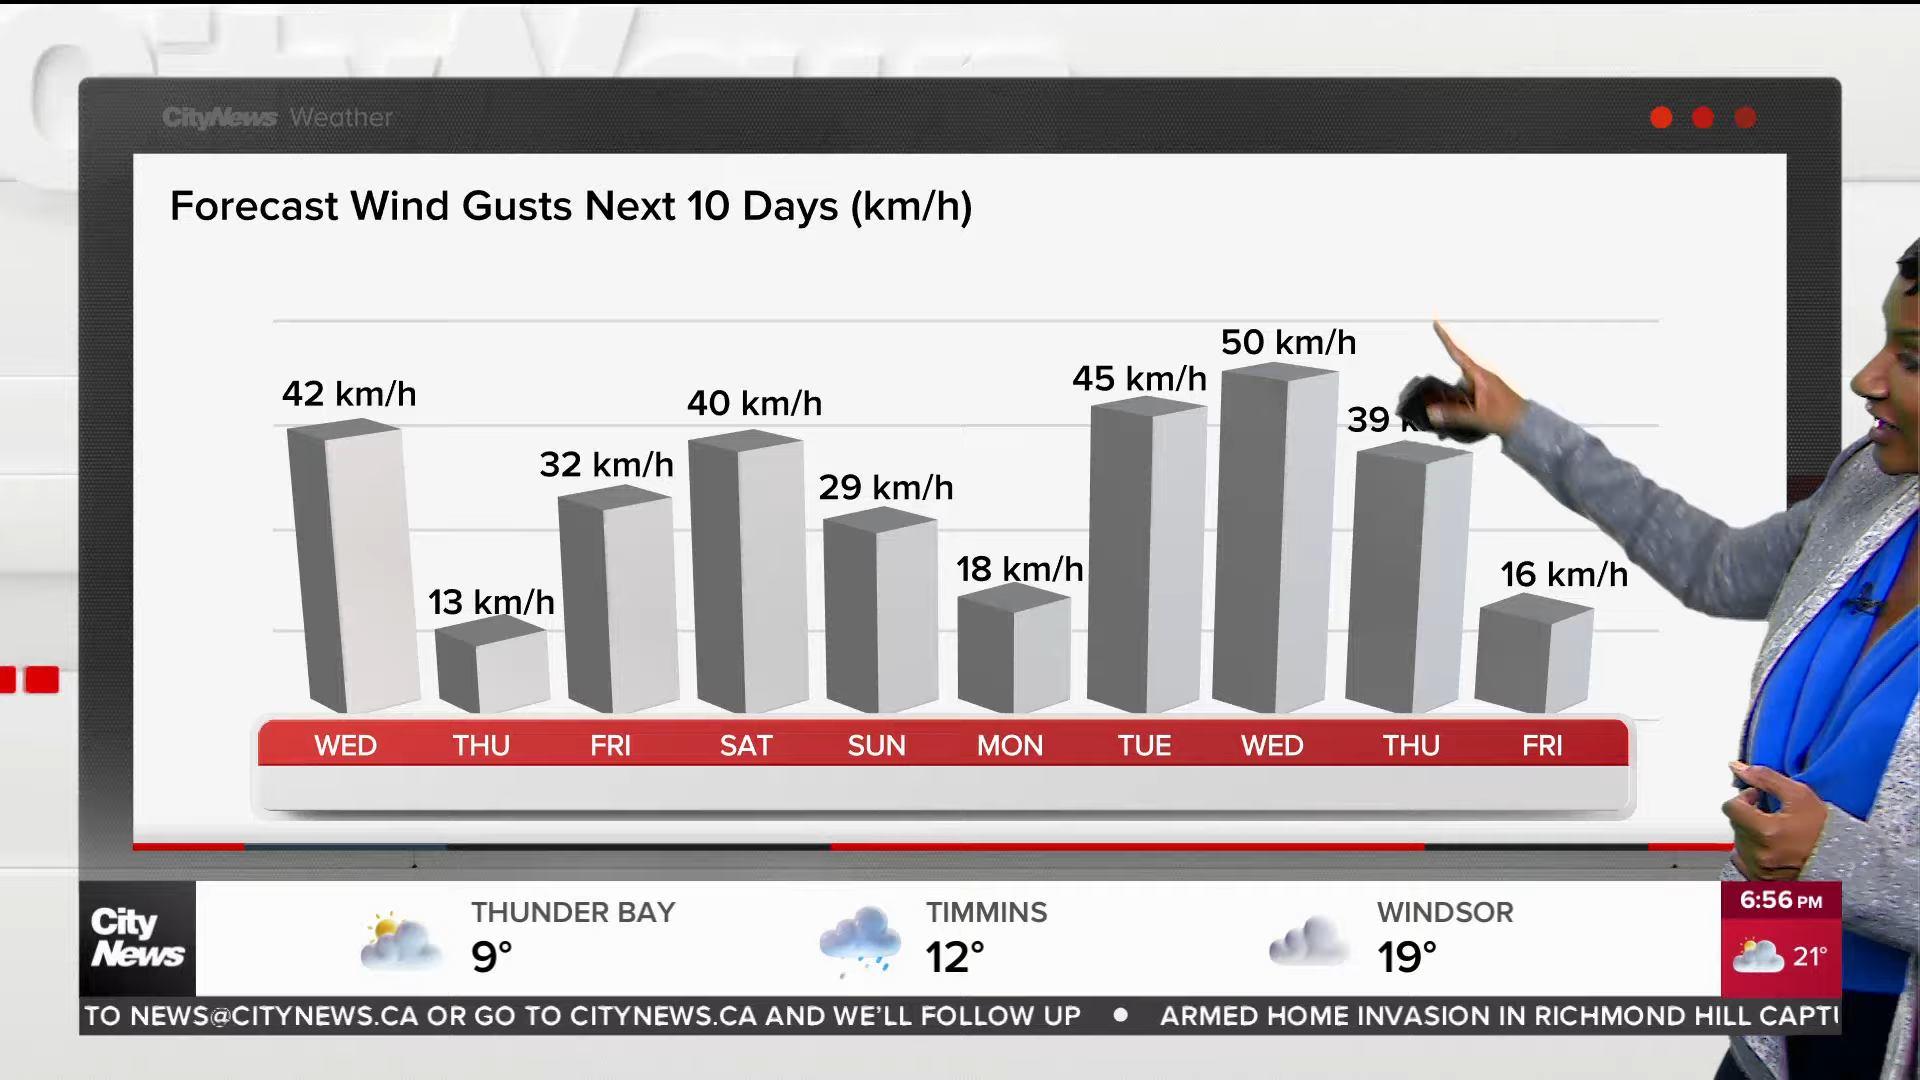 CityNews Weather
Forecast Wind Gusts Next 10 Days (km/h)
42 km/h
13 km/h
32 km/h
40 km/h
29 km/h
18 km/h
45 km/h
50 km/h
39
16 km/h
WED THU FRI SAT SUN MON TUE WED THU FRI
City
News
THUNDER BAY
9°
TIMMINS
12°
WINDSOR
19°
6:56 PM
21°
TO NEWS@CITYNEWS.CA OR GO TO CITYNEWS.CA AND WE'LL FOLLOW UP • ARMED HOME INVASION IN RICHMOND HILL